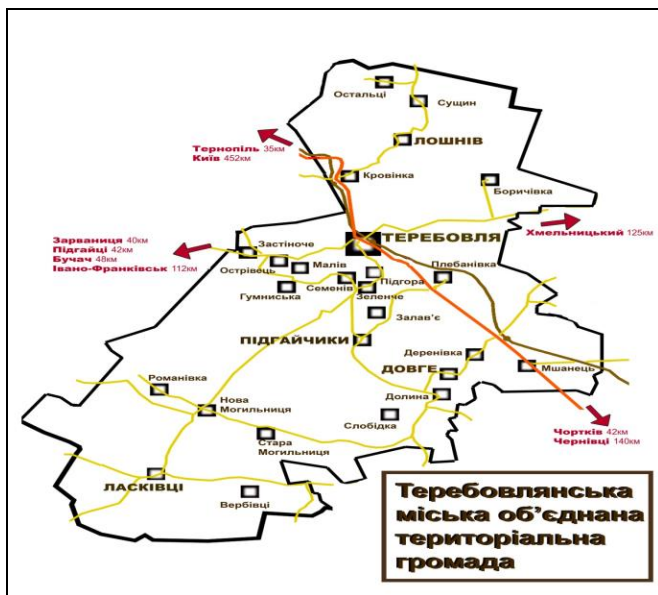 Остальці
Сущин
ЛОШНІВ
Тернопіль 35км
Київ 452км
Кровінка
Боричівка
Хмельницький 125км
ТЕРЕБОВЛЯ
Зарваниця 40км
Підгайці 42км
Бучач 48км
Івано-Франківськ 112км
Застіноче
Острівець
Малів
Плебанівка
Підгора
Семенів
Гумниська
Зеленче
Залав'є
ПІДГАЙЧИКИ
Деренівка
Мшанець
ДОВГЕ
Романівка
Долина
Нова
Могильниця
Слобідка
Чортків 42км
Чернівці 140км
Стара
Могильниця
ЛАСКІВЦІ
Вербівці
Теребовлянська
міська об'єднана
територіальна
громада